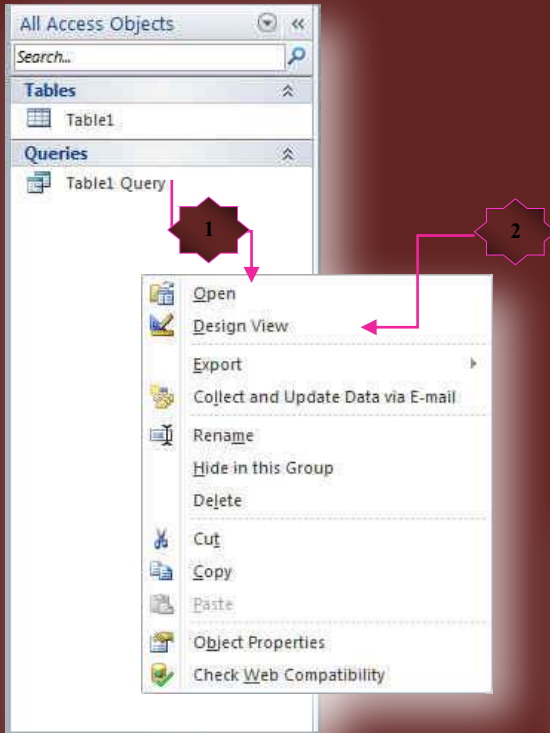 All Access Objects
Search...
Tables
Table1
Queries
Table1 Query
1
2
Open
Design View
Export
Collect and Update Data via E-mail
Rename
Hide in this Group
Delete
Cut
Copy
Paste
Object Properties
Check Web Compatibility